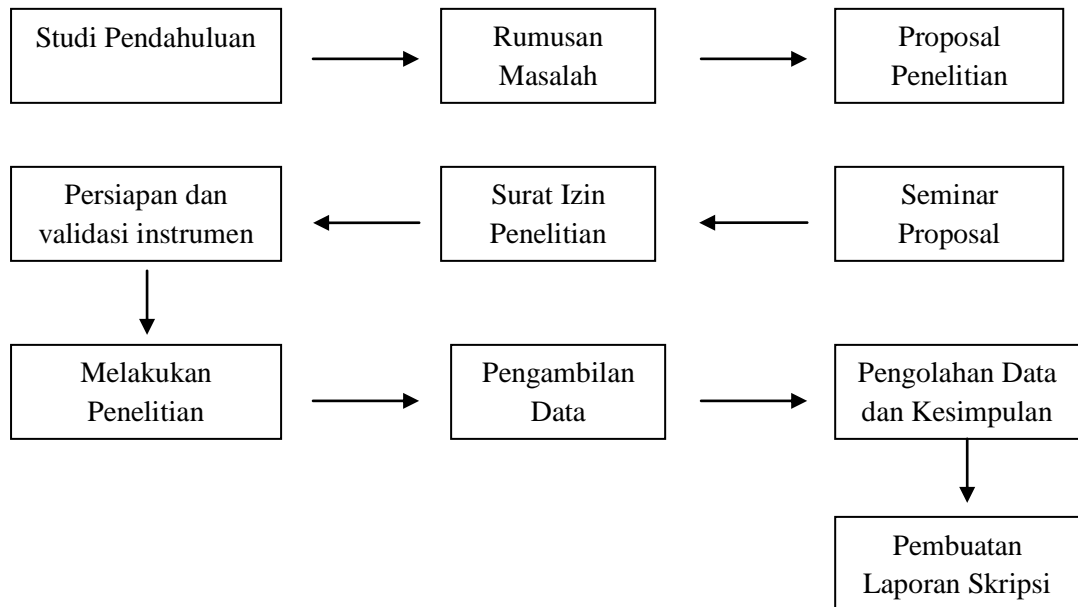 Studi Pendahuluan
Rumusan
Masalah
Proposal
Penelitian
Persiapan dan
validasi instrumen
Surat Izin
Penelitian
Seminar
Proposal
Melakukan
Penelitian
Pengambilan
Data
Pengolahan Data
dan Kesimpulan
Pembuatan
Laporan Skripsi